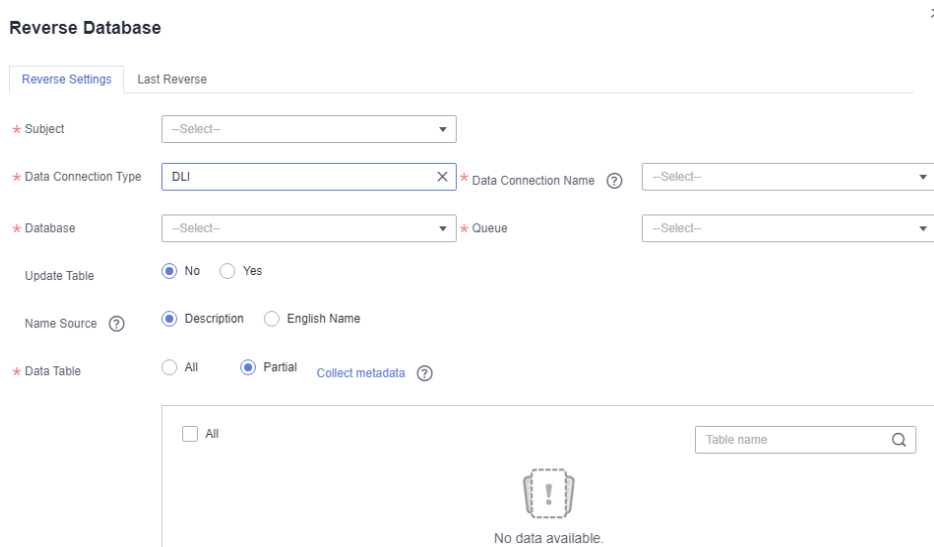 Reverse Database
Reverse Settings Last Reverse
* Subject --Select--
* Data Connection Type DLI * Data Connection Name ? --Select--
* Database --Select-- * Queue --Select--
Update Table No Yes
Name Source ? Description English Name
* Data Table All Partial Collect metadata ?
All Table name
!
No data available.